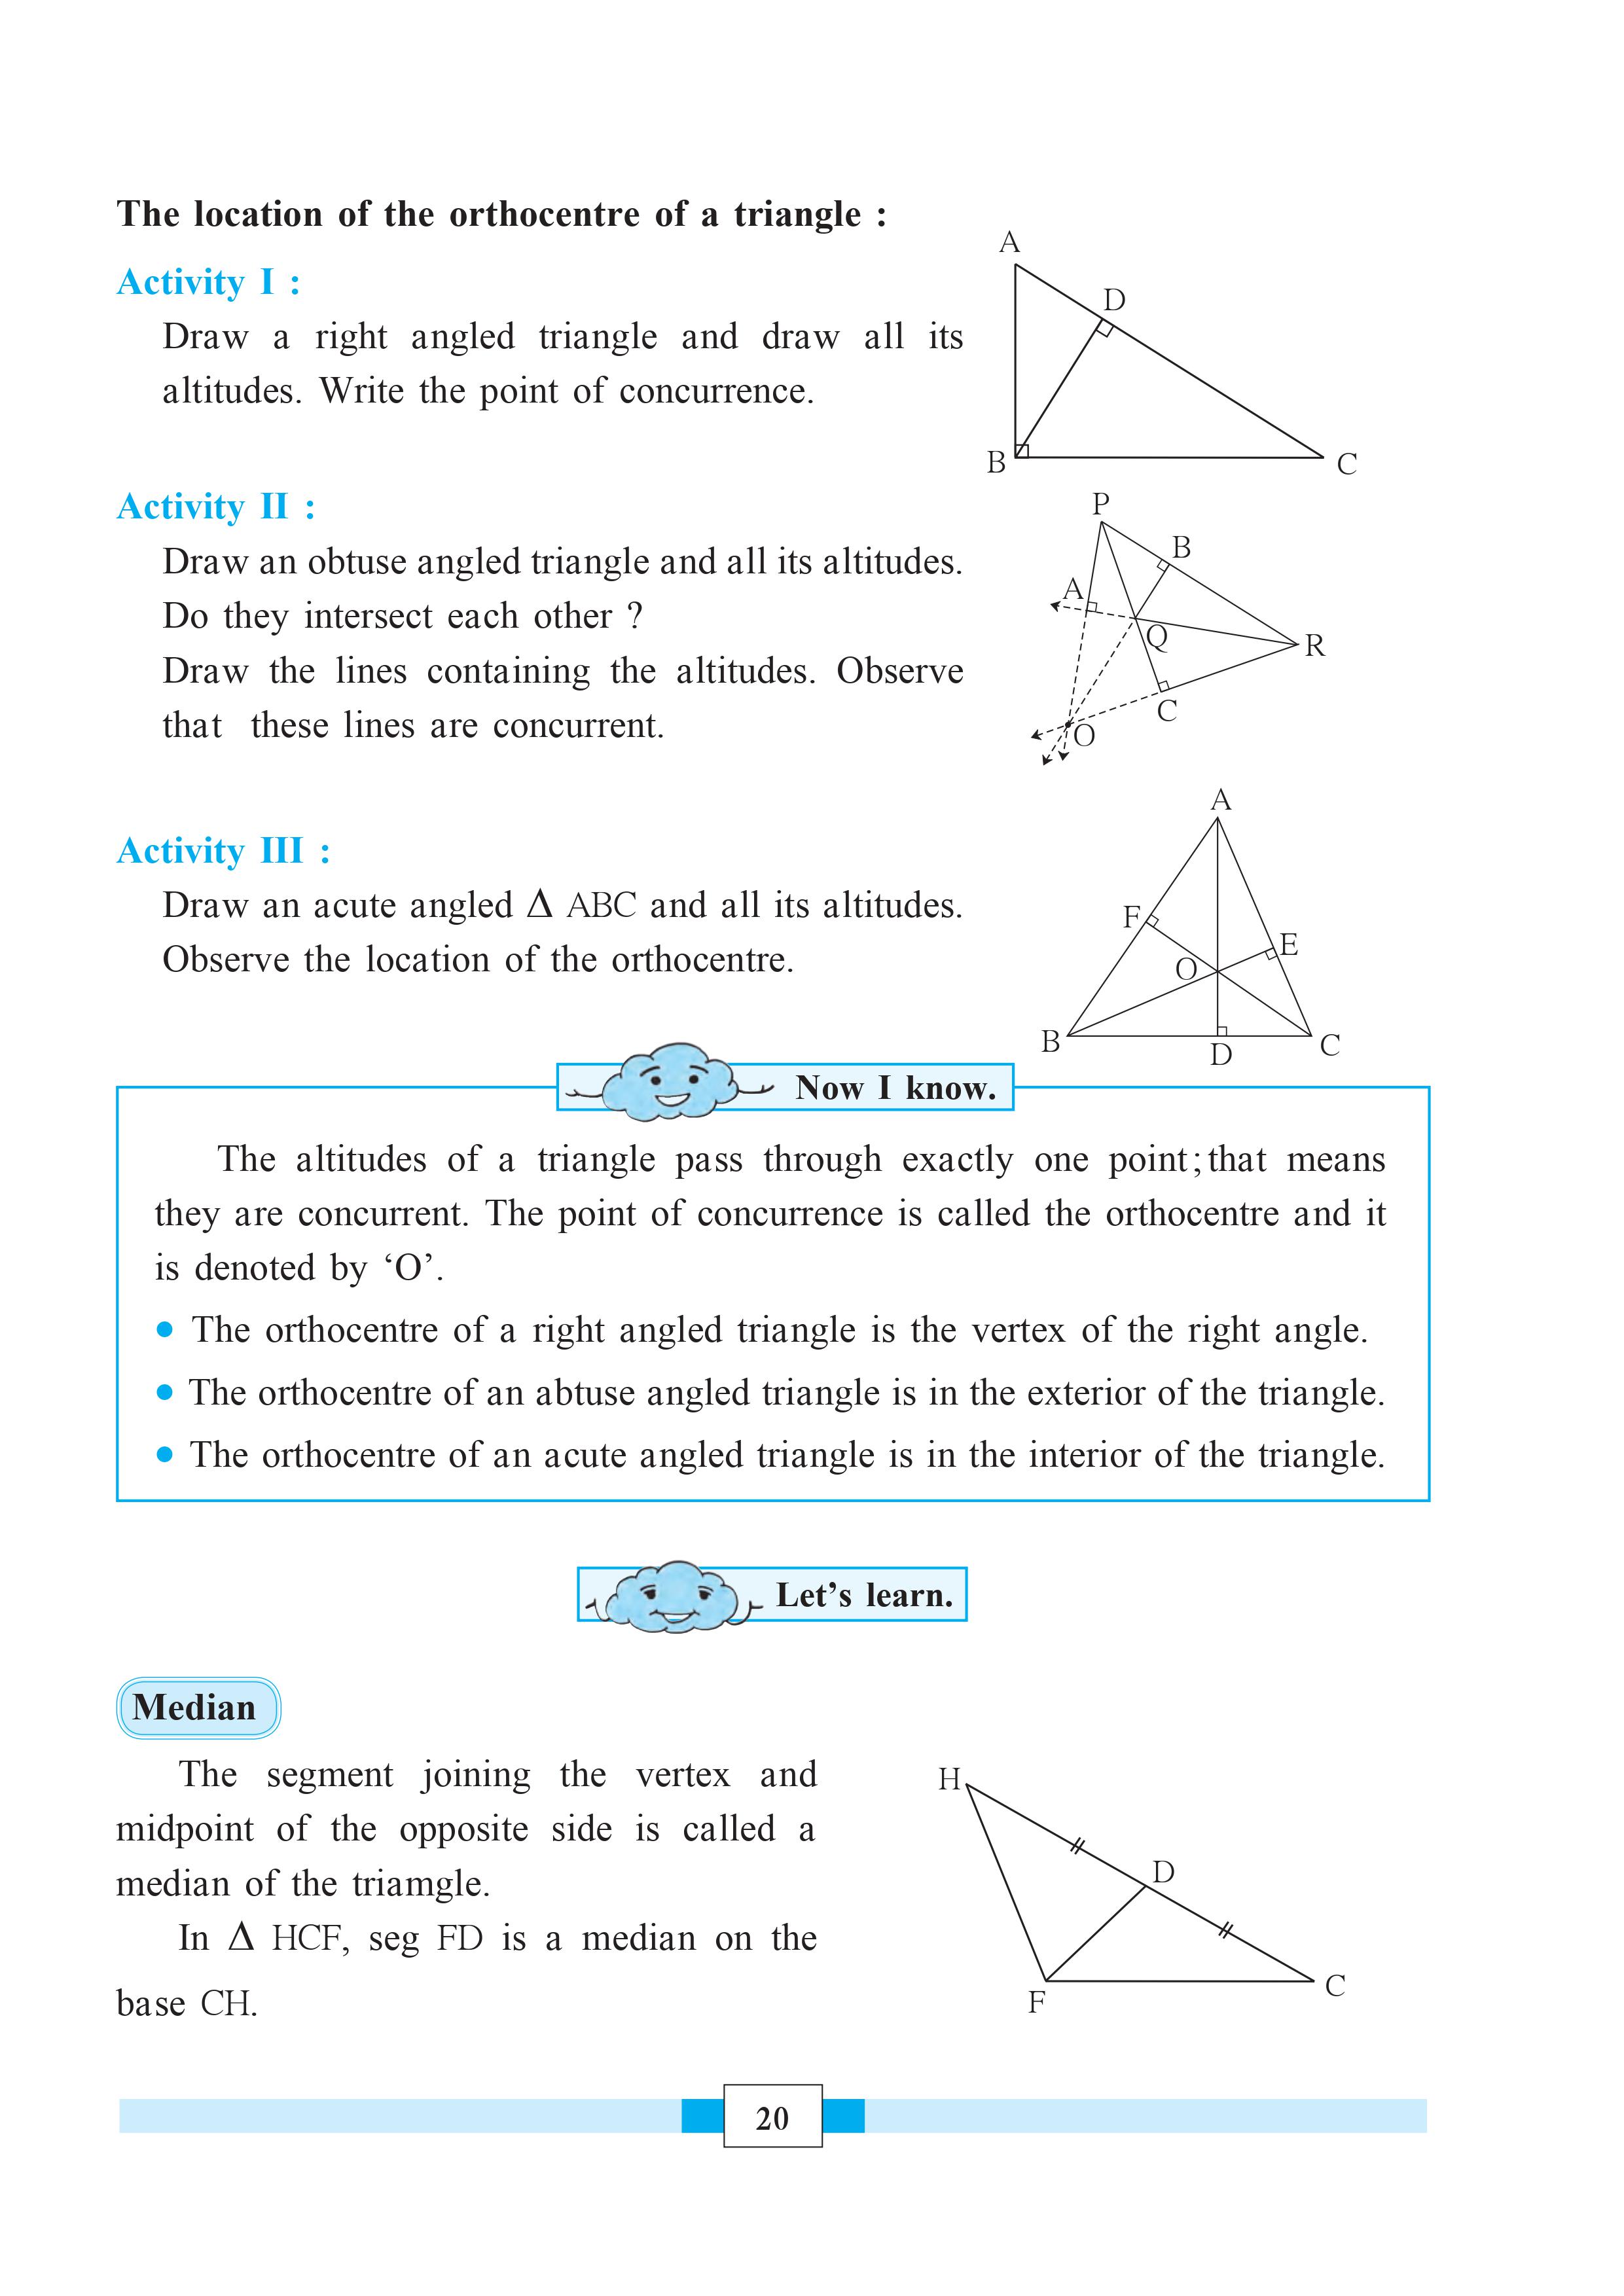 The location of the orthocentre of a triangle :
Activity I :
Draw a right angled triangle and draw all its
altitudes. Write the point of concurrence.
A
D
B
C
Activity II :
Draw an obtuse angled triangle and all its altitudes.
Do they intersect each other ?
Draw the lines containing the altitudes. Observe
that these lines are concurrent.
P
B
A
Q
R
C
O
Activity III :
Draw an acute angled Δ ABC and all its altitudes.
Observe the location of the orthocentre.
A
F
E
O
B
D
C
Now I know.
The altitudes of a triangle pass through exactly one point; that means
they are concurrent. The point of concurrence is called the orthocentre and it
is denoted by ‘O’.
• The orthocentre of a right angled triangle is the vertex of the right angle.
• The orthocentre of an abtuse angled triangle is in the exterior of the triangle.
• The orthocentre of an acute angled triangle is in the interior of the triangle.
Let’s learn.
Median
The segment joining the vertex and
midpoint of the opposite side is called a
median of the triamgle.
In Δ HCF, seg FD is a median on the
base CH.
H
D
F
C
20